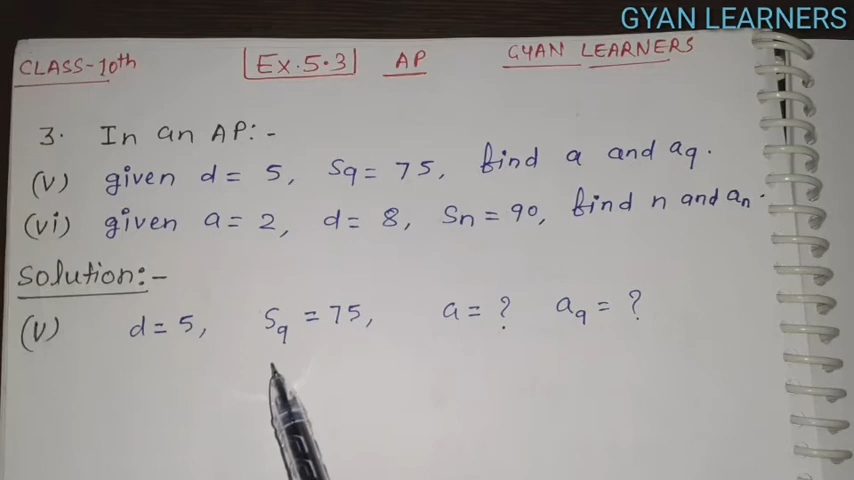 GYAN LEARNERS
CLASS-10th Ex.5.3 AP GYAN LEARNERS
3. In an AP:-
(v) given d = 5, S9 = 75, find a and a9.
(vi) given a = 2, d = 8, Sn = 90, find n and an.
Solution:-
(v) d = 5, S9 = 75, a = ? a9 = ?